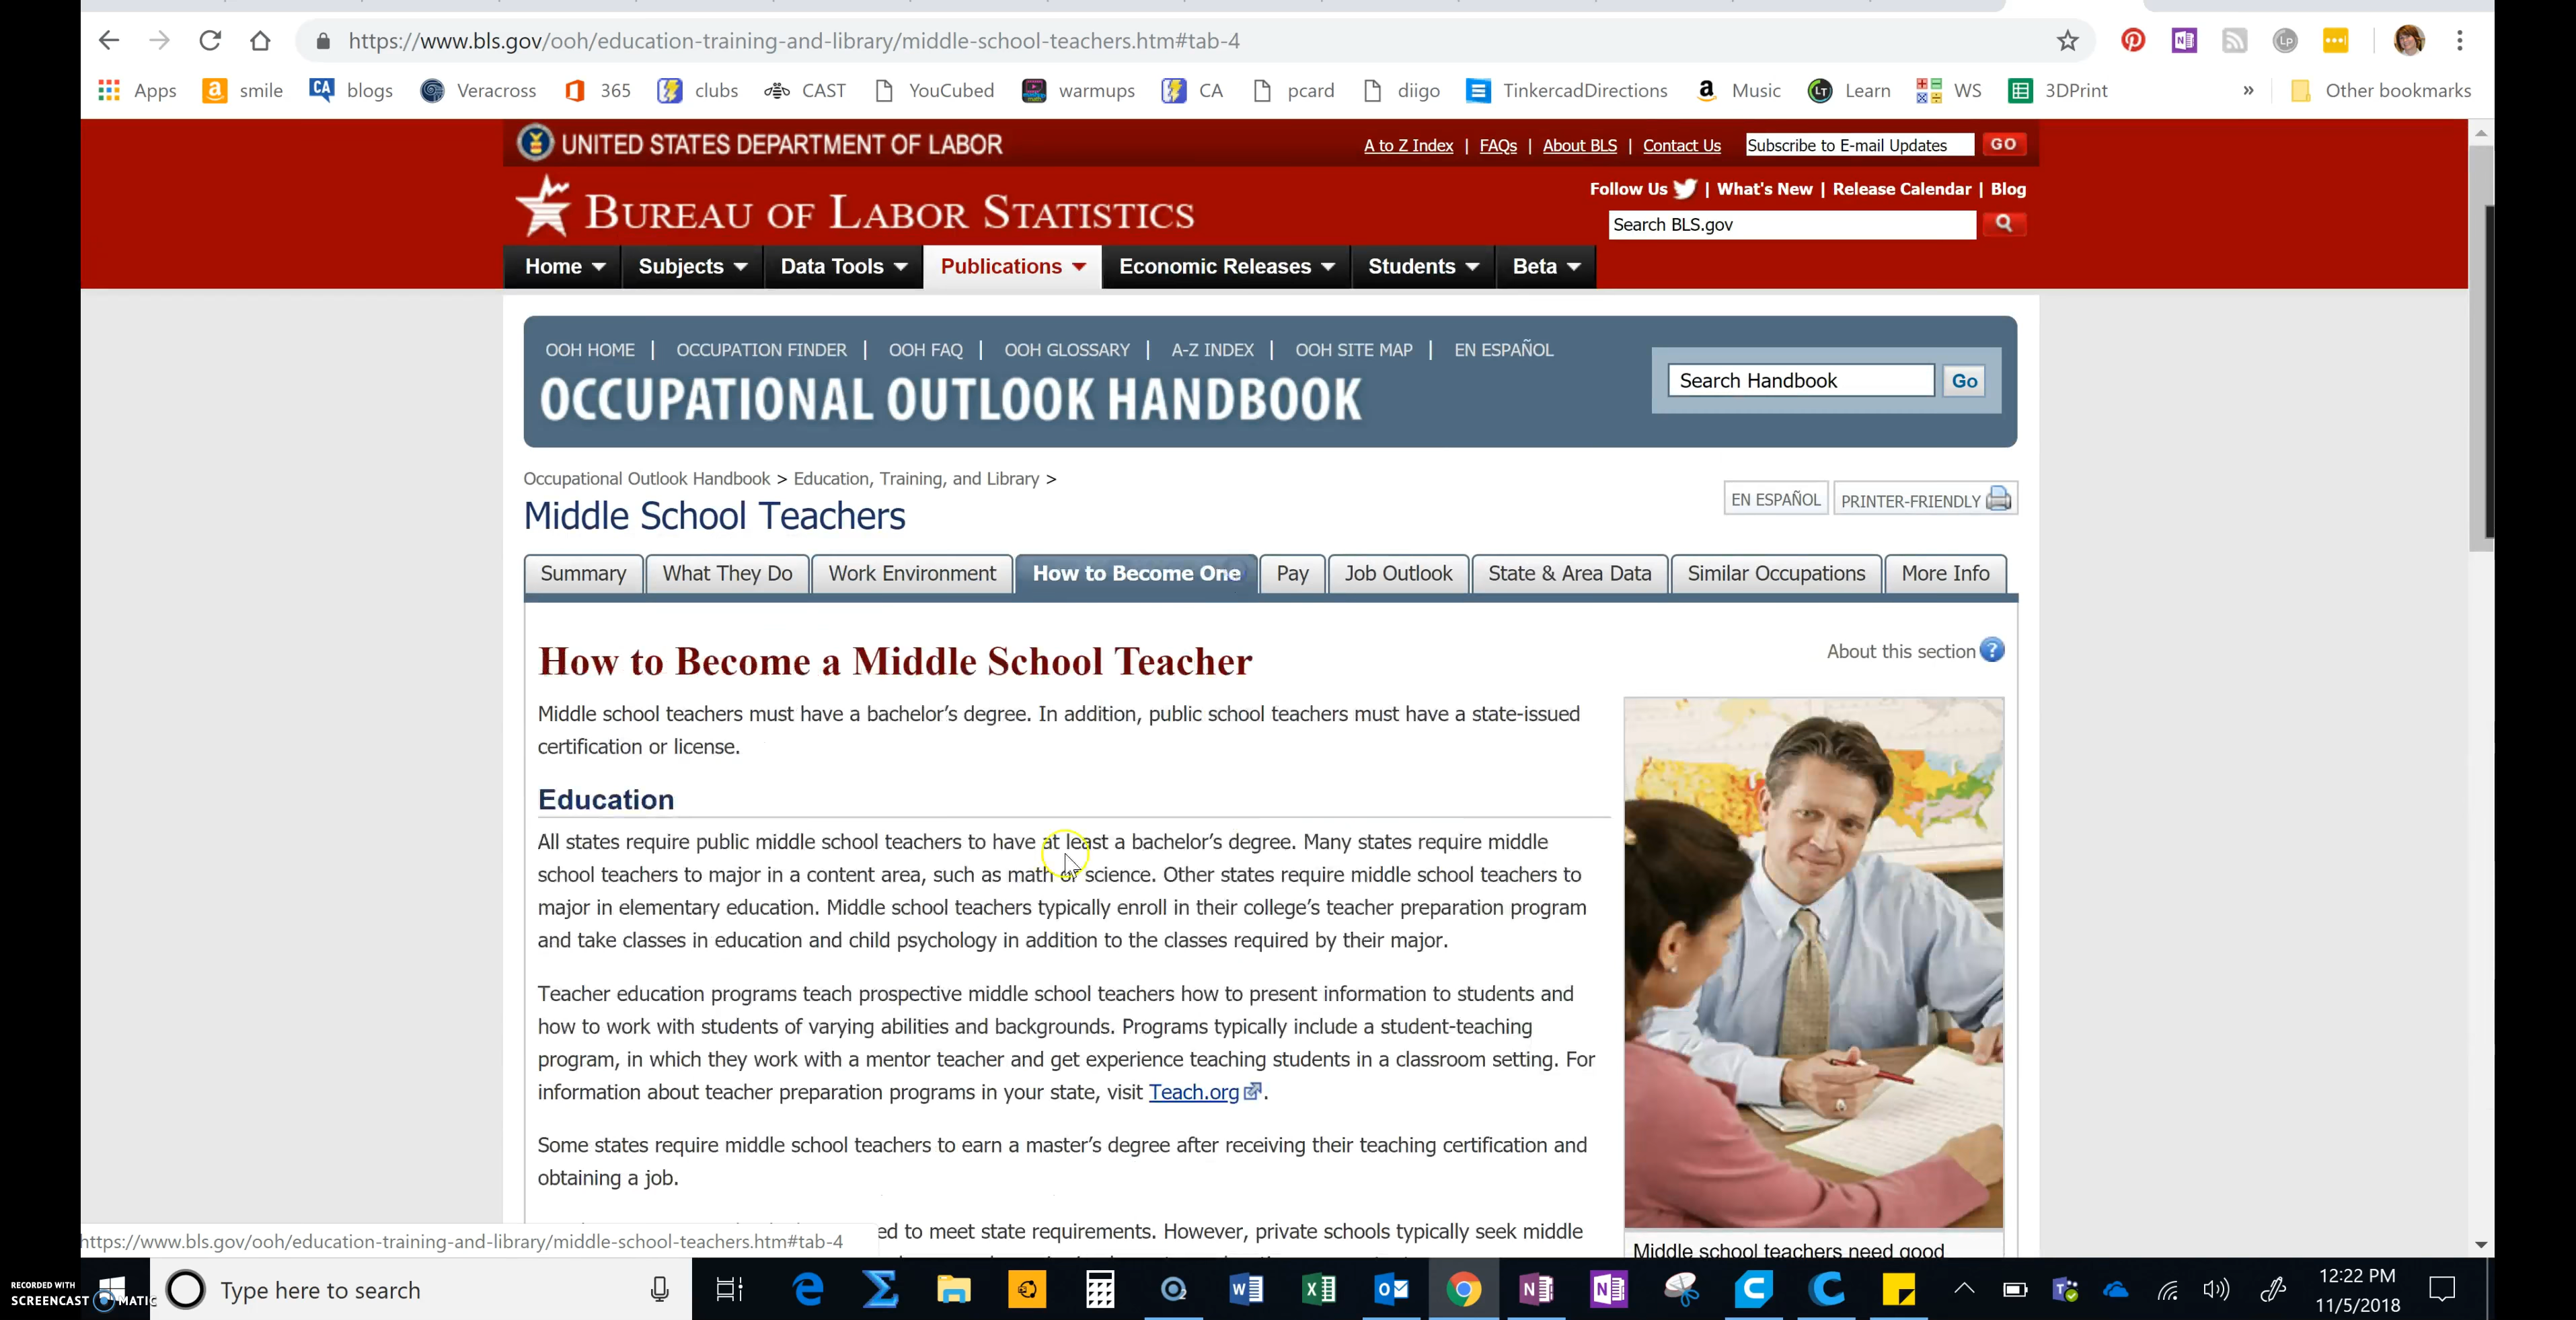 https://www.bls.gov/ooh/education-training-and-library/middle-school-teachers.htm#tab-4
Apps smile blogs Veracross 365 clubs CAST YouCubed warmups CA pcard diigo TinkercadDirections Music Learn WS 3DPrint » Other bookmarks
UNITED STATES DEPARTMENT OF LABOR
A to Z Index | FAQs | About BLS | Contact Us Subscribe to E-mail Updates GO
Follow Us | What's New | Release Calendar | Blog
BUREAU OF LABOR STATISTICS
Search BLS.gov
Home Subjects Data Tools Publications Economic Releases Students Beta
OOH HOME | OCCUPATION FINDER | OOH FAQ | OOH GLOSSARY | A-Z INDEX | OOH SITE MAP | EN ESPAÑOL
OCCUPATIONAL OUTLOOK HANDBOOK
Search Handbook Go
Occupational Outlook Handbook > Education, Training, and Library >
Middle School Teachers
EN ESPAÑOL PRINTER-FRIENDLY
Summary What They Do Work Environment How to Become One Pay Job Outlook State & Area Data Similar Occupations More Info
How to Become a Middle School Teacher
About this section ?
Middle school teachers must have a bachelor’s degree. In addition, public school teachers must have a state-issued
certification or license.
Education
All states require public middle school teachers to have at least a bachelor’s degree. Many states require middle
school teachers to major in a content area, such as math or science. Other states require middle school teachers to
major in elementary education. Middle school teachers typically enroll in their college’s teacher preparation program
and take classes in education and child psychology in addition to the classes required by their major.
Teacher education programs teach prospective middle school teachers how to present information to students and
how to work with students of varying abilities and backgrounds. Programs typically include a student-teaching
program, in which they work with a mentor teacher and get experience teaching students in a classroom setting. For
information about teacher preparation programs in your state, visit Teach.org.
Some states require middle school teachers to earn a master’s degree after receiving their teaching certification and
obtaining a job.
ed to meet state requirements. However, private schools typically seek middle
Middle school teachers need good
https://www.bls.gov/ooh/education-training-and-library/middle-school-teachers.htm#tab-4
RECORDED WITH
SCREENCAST MATIC
Type here to search
12:22 PM
11/5/2018